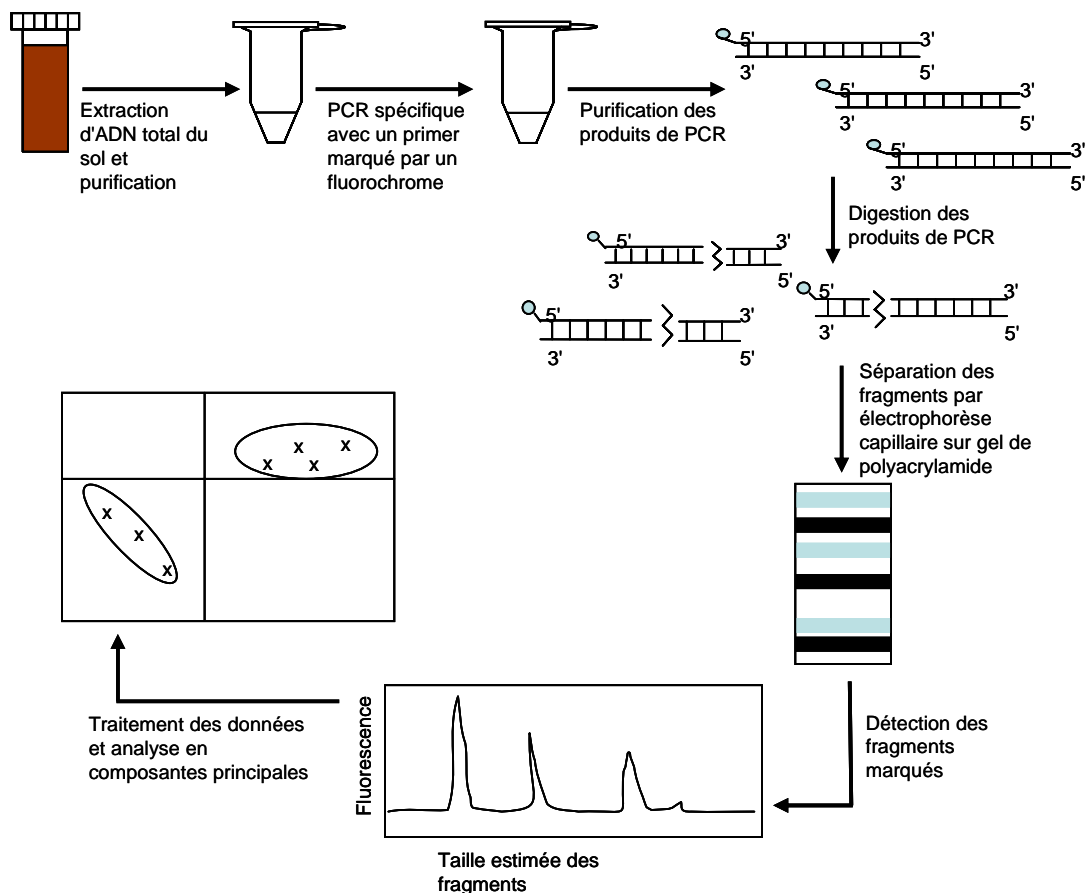 Extraction
d'ADN total du
sol et
purification
PCR spécifique
avec un primer
marqué par un
fluorochrome
Purification des
produits de PCR
5' 3'
3' 5'
5' 3'
3' 5'
5' 3'
3' 5'
Digestion des
produits de PCR
5' 3'
3' 5'
5' 3'
3' 5'
5' 3'
3' 5'
Séparation des
fragments par
électrophorèse
capillaire sur gel de
polyacrylamide
Détection des
fragments
marqués
Fluorescence
Taille estimée des
fragments
Traitement des données
et analyse en
composantes principales
x x x x
x x x